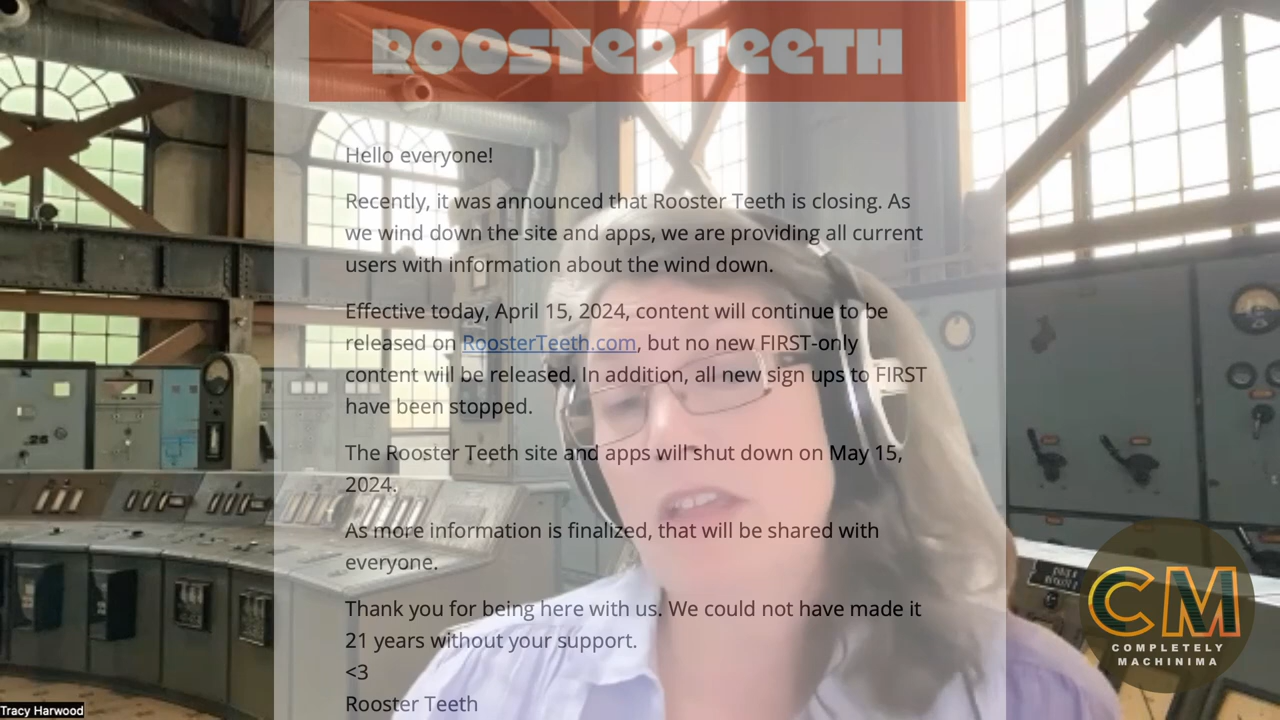 ROOSTER TEETH
Hello everyone!
Recently, it was announced that Rooster Teeth is closing. As
we wind down the site and apps, we are providing all current
users with information about the wind down.
Effective today, April 15, 2024, content will continue to be
released on RoosterTeeth.com, but no new FIRST-only
content will be released. In addition, all new sign ups to FIRST
have been stopped.
The Rooster Teeth site and apps will shut down on May 15,
2024.
As more information is finalized, that will be shared with
everyone.
Thank you for being here with us. We could not have made it
21 years without your support.
<3
Rooster Teeth
CM
COMPLETELY
MACHINIMA
Tracy Harwood